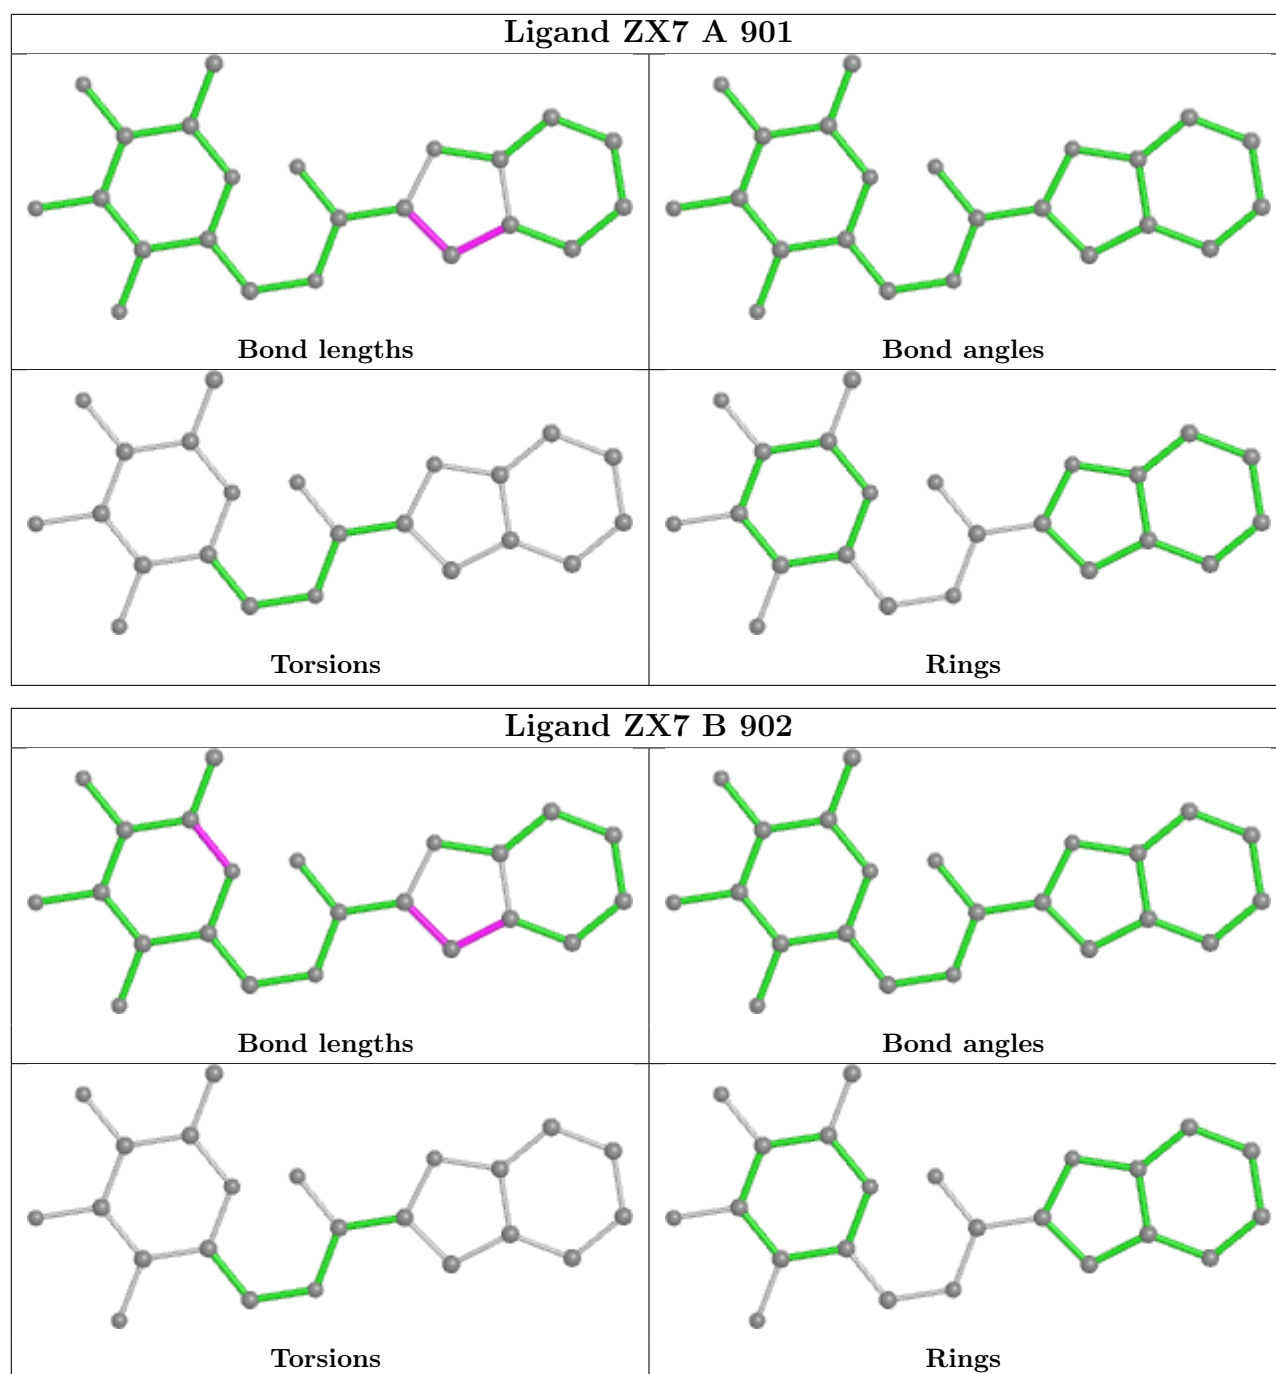 Ligand ZX7 A 901
Bond lengths
Bond angles
Torsions
Rings
Ligand ZX7 B 902
Bond lengths
Bond angles
Torsions
Rings